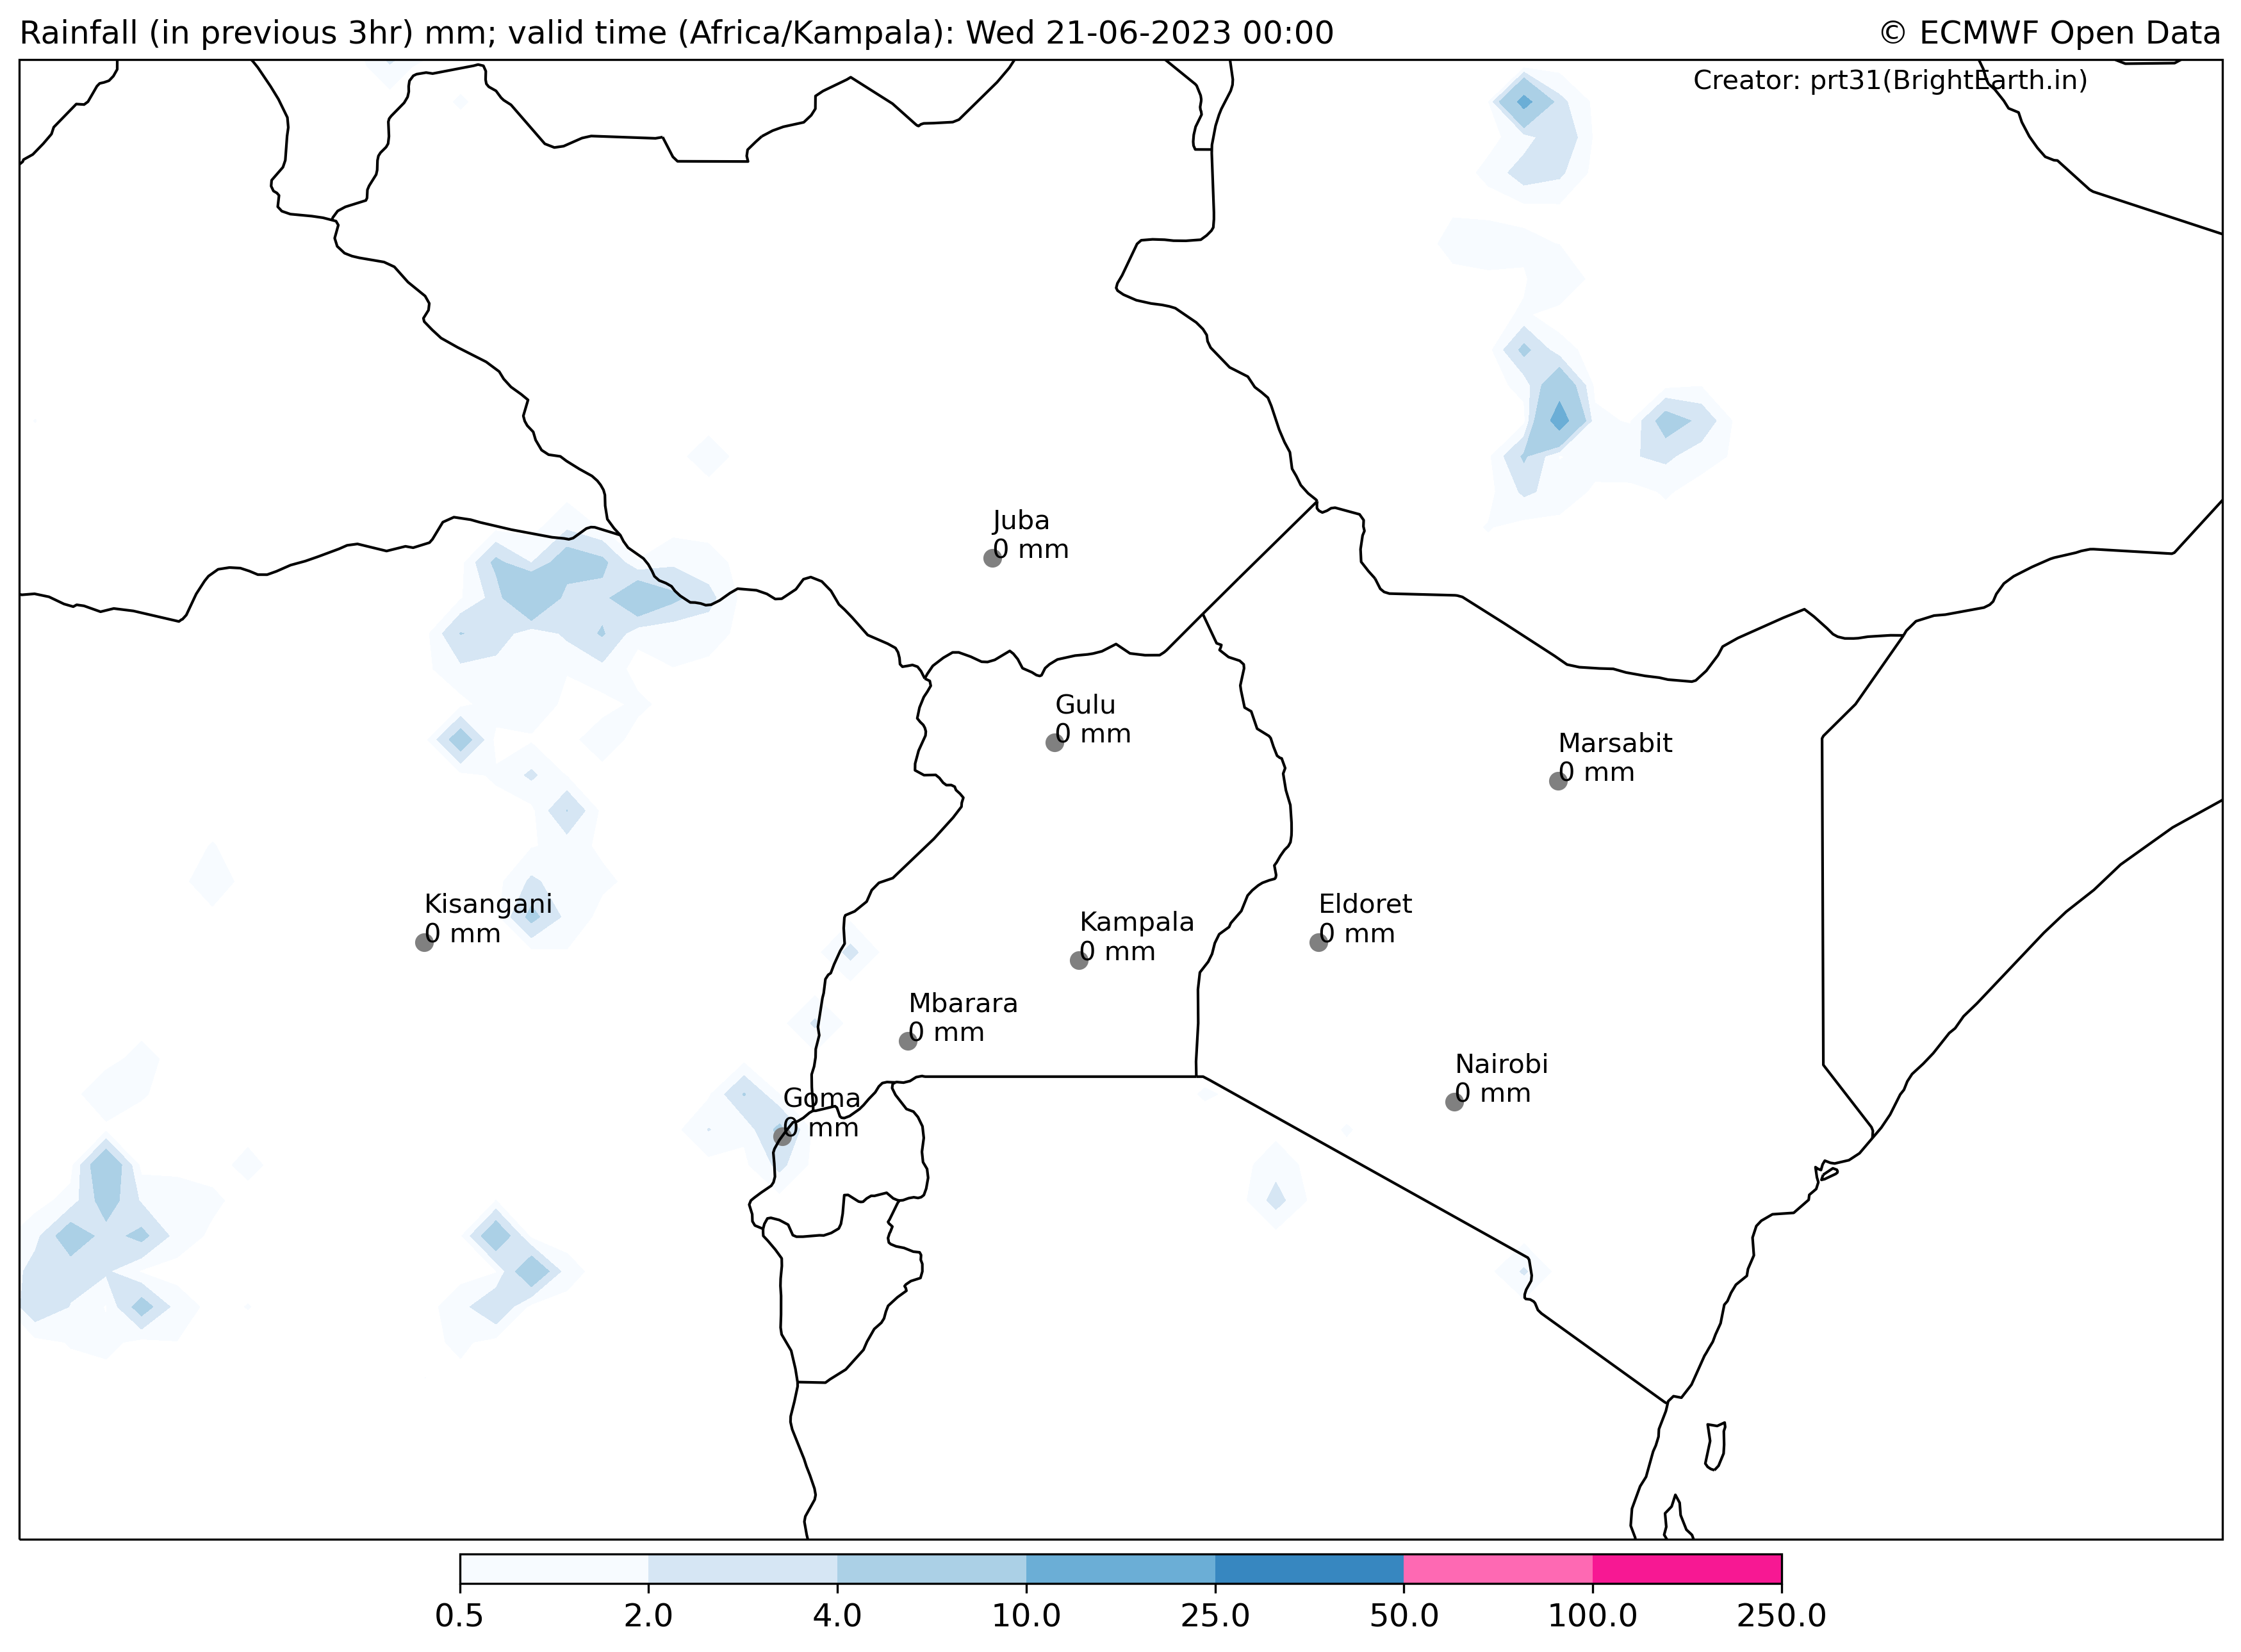 Rainfall (in previous 3hr) mm; valid time (Africa/Kampala): Wed 21-06-2023 00:00
© ECMWF Open Data
Creator: prt31(BrightEarth.in)
Juba
0 mm
Gulu
0 mm
Marsabit
0 mm
Kisangani
0 mm
Kampala
0 mm
Eldoret
0 mm
Mbarara
0 mm
Nairobi
0 mm
Goma
0 mm
0.5 2.0 4.0 10.0 25.0 50.0 100.0 250.0